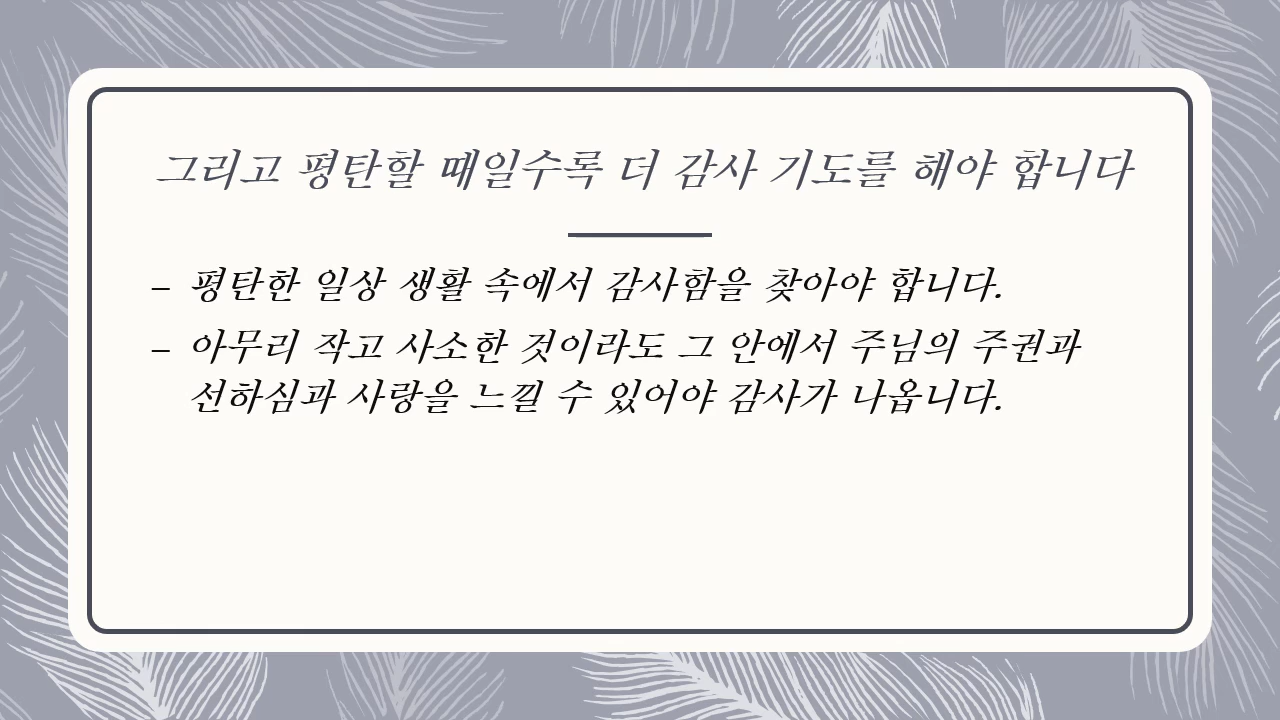 그리고 평탄할 때일수록 더 감사 기도를 해야 합니다
– 평탄한 일상 생활 속에서 감사함을 찾아야 합니다.
– 아무리 작고 사소한 것이라도 그 안에서 주님의 주권과
선하심과 사랑을 느낄 수 있어야 감사가 나옵니다.